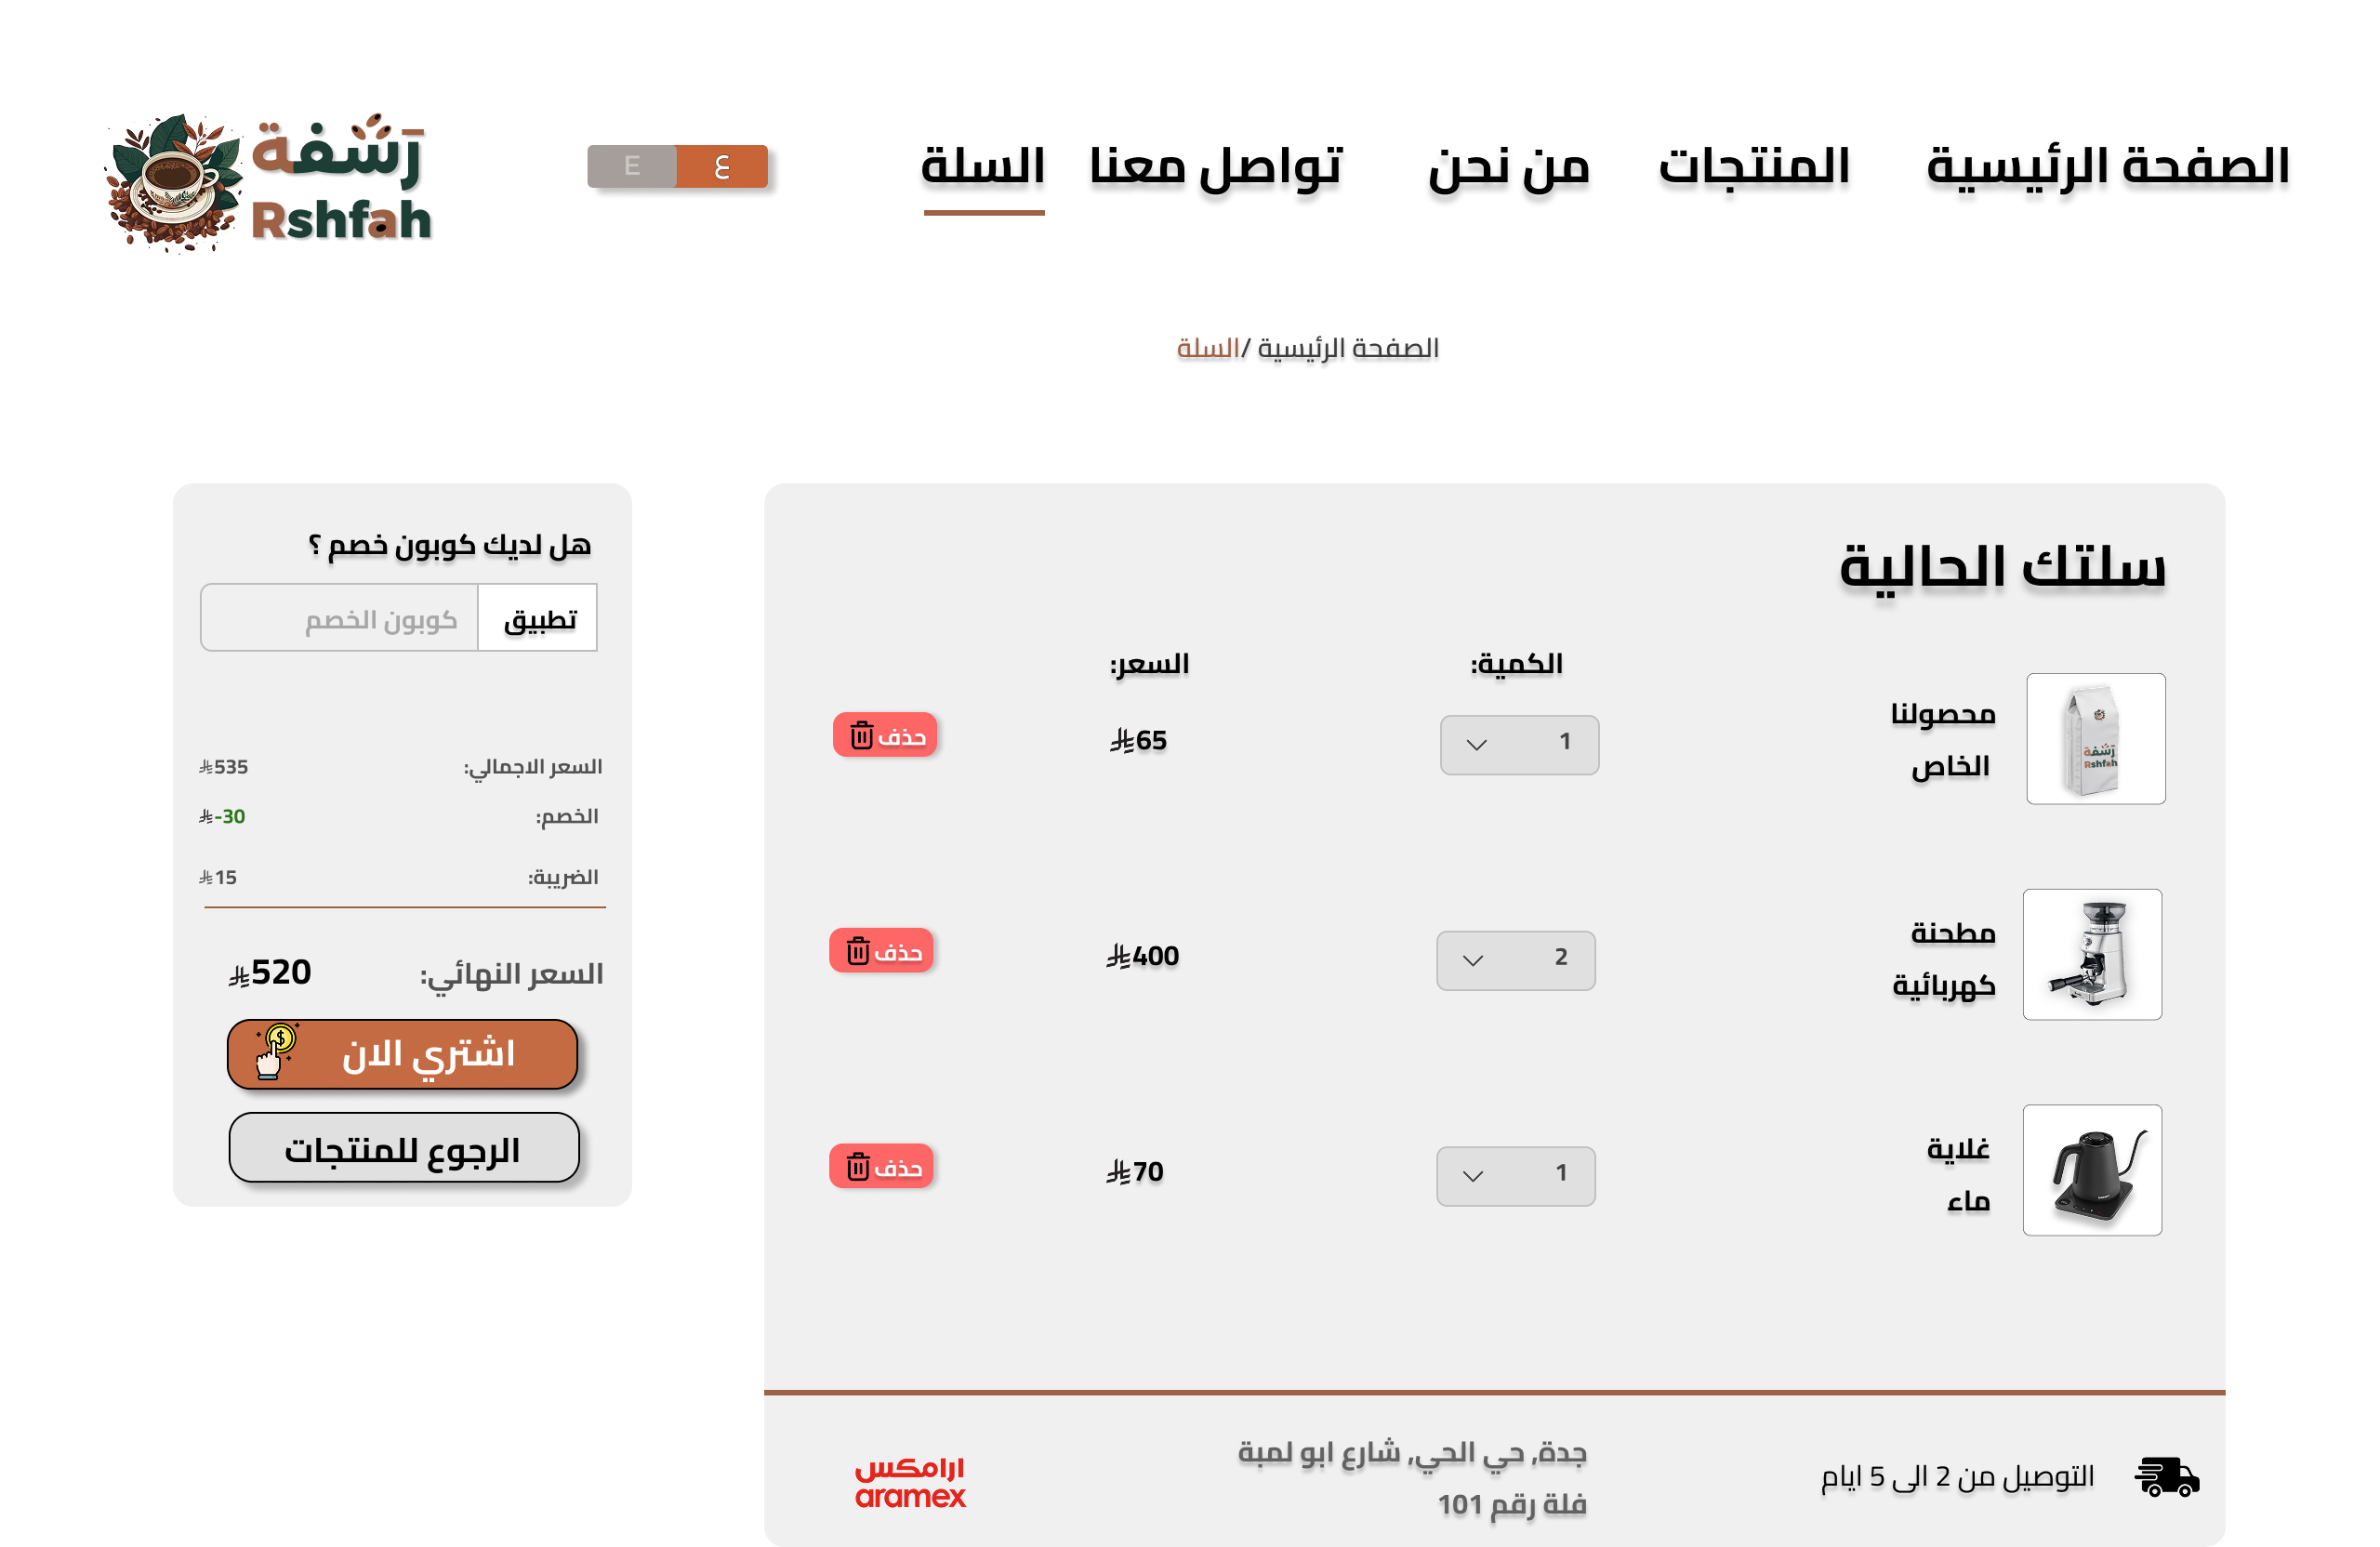 الصفحة الرئيسية
المنتجات
من نحن
تواصل معنا
السلة
ع
E
رَشفة
Rshfah
الصفحة الرئيسية /السلة
سلتك الحالية
الكمية:
السعر:
رَشفة
Rshfah
محصولنا
الخاص
1
65
حذف
مطحنة
كهربائية
2
400
حذف
غلاية
ماء
1
70
حذف
التوصيل من 2 الى 5 ايام
جدة, حي الحي, شارع ابو لمبة
فلة رقم 101
ارامكس
aramex
هل لديك كوبون خصم ؟
تطبيق
كوبون الخصم
السعر الاجمالي: 535
الخصم: -30
الضريبة: 15
السعر النهائي: 520
اشتري الان
الرجوع للمنتجات